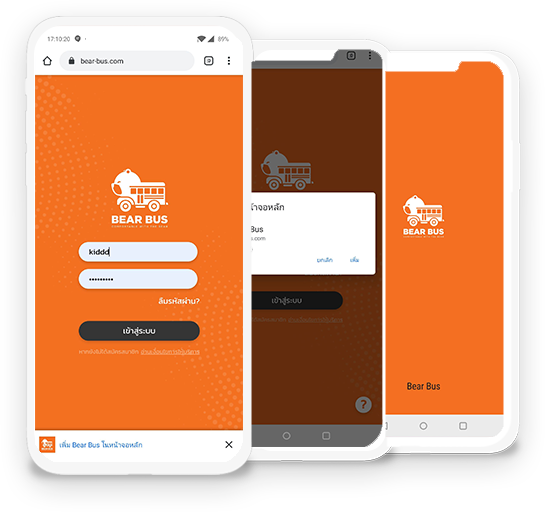 17:10:20
89%
bear-bus.com
BEAR BUS
kiddd
•••••••••
ลืมรหัสผ่าน?
เข้าสู่ระบบ
เพิ่ม Bear Bus ในหน้าจอหลัก
BEAR BUS
น้าจอหลัก
Bus
.com
ยกเลิก
เพิ่ม
เข้าสู่ระบบ
?
BEAR BUS
Bear Bus